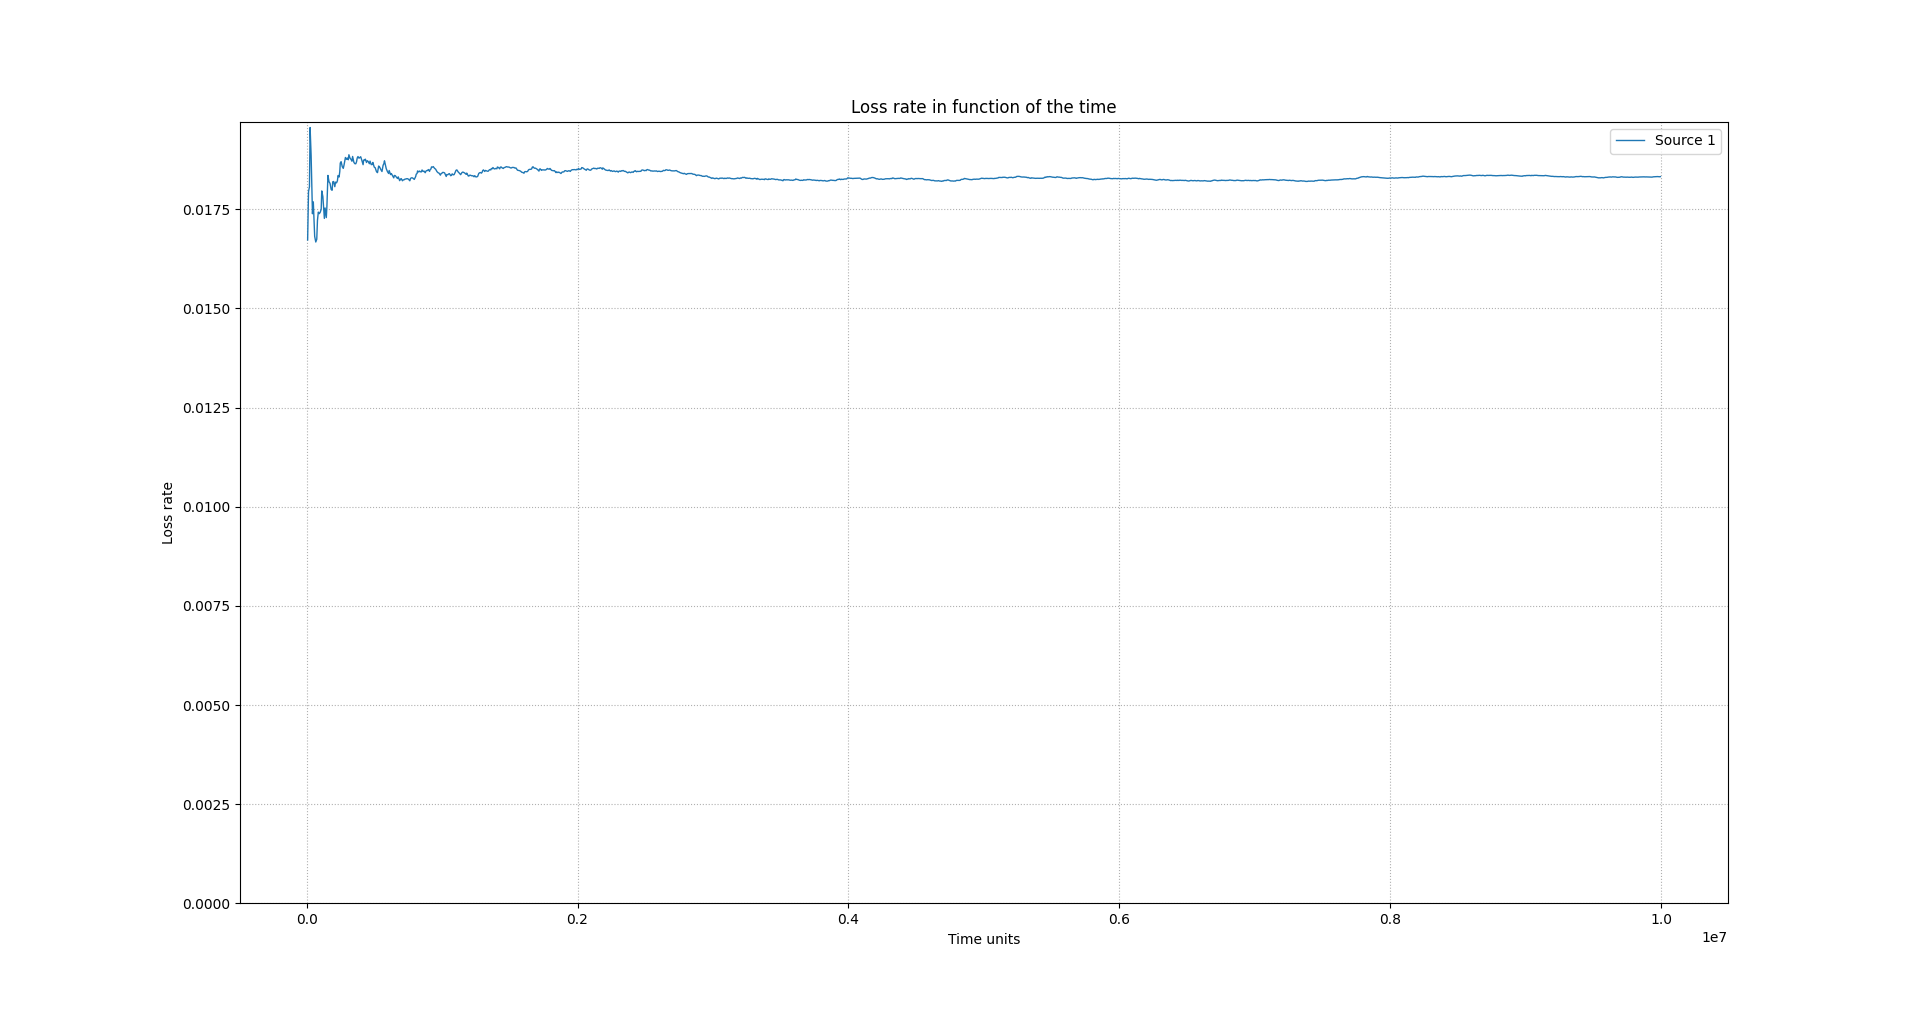 Loss rate in function of the time
Source 1
0.0175
0.0150
0.0125
0.0100
0.0075
0.0050
0.0025
0.0000
Loss rate
0.0 0.2 0.4 0.6 0.8 1.0
Time units
1e7